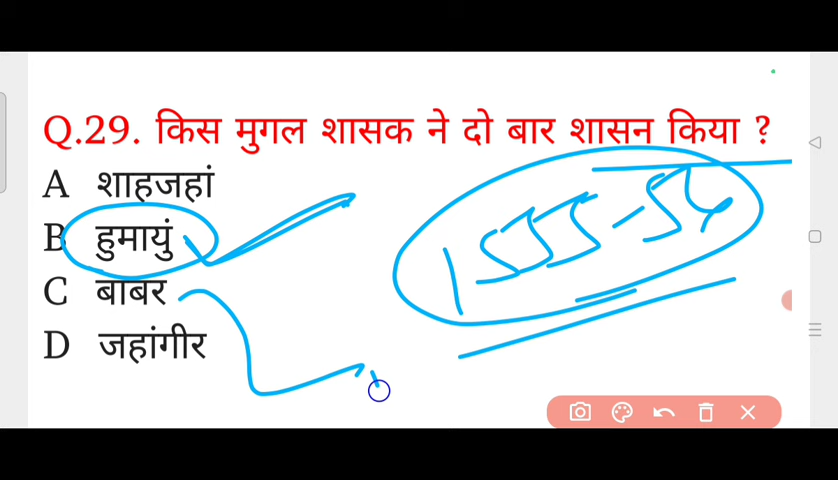 Q.29. किस मुगल शासक ने दो बार शासन किया ?
A शाहजहां
B हुमायुं
1555-56
C बाबर
D जहांगीर